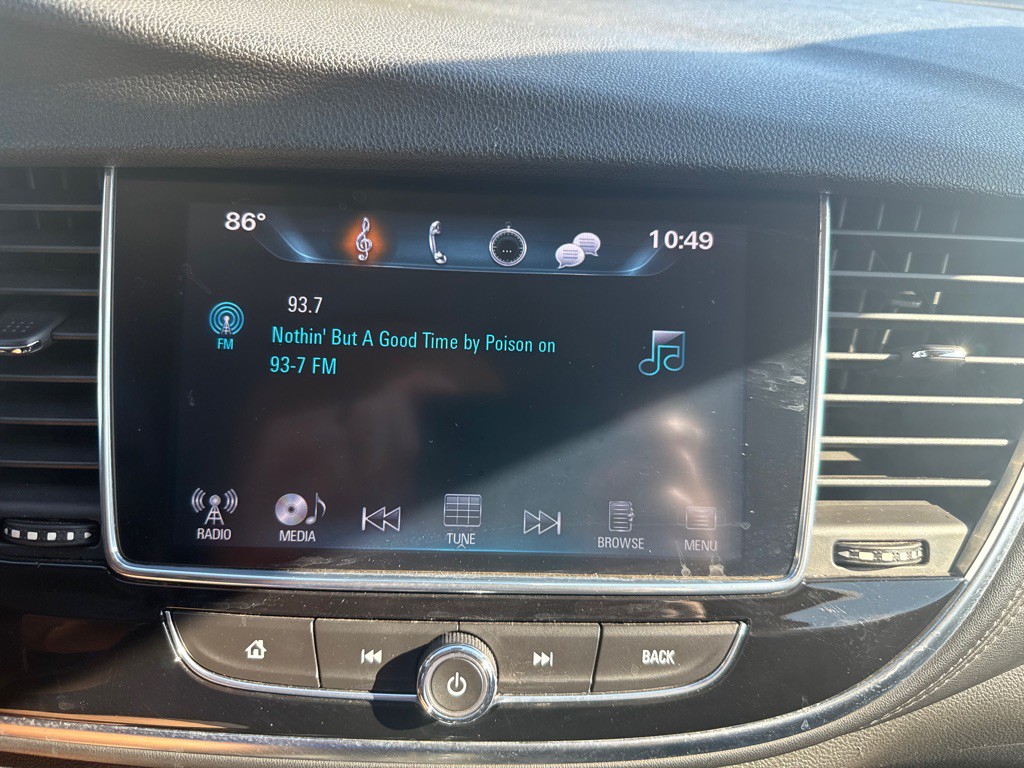 86°
10:49
93.7
FM
Nothin' But A Good Time by Poison on
93-7 FM
RADIO
MEDIA
TUNE
BROWSE
MENU
BACK